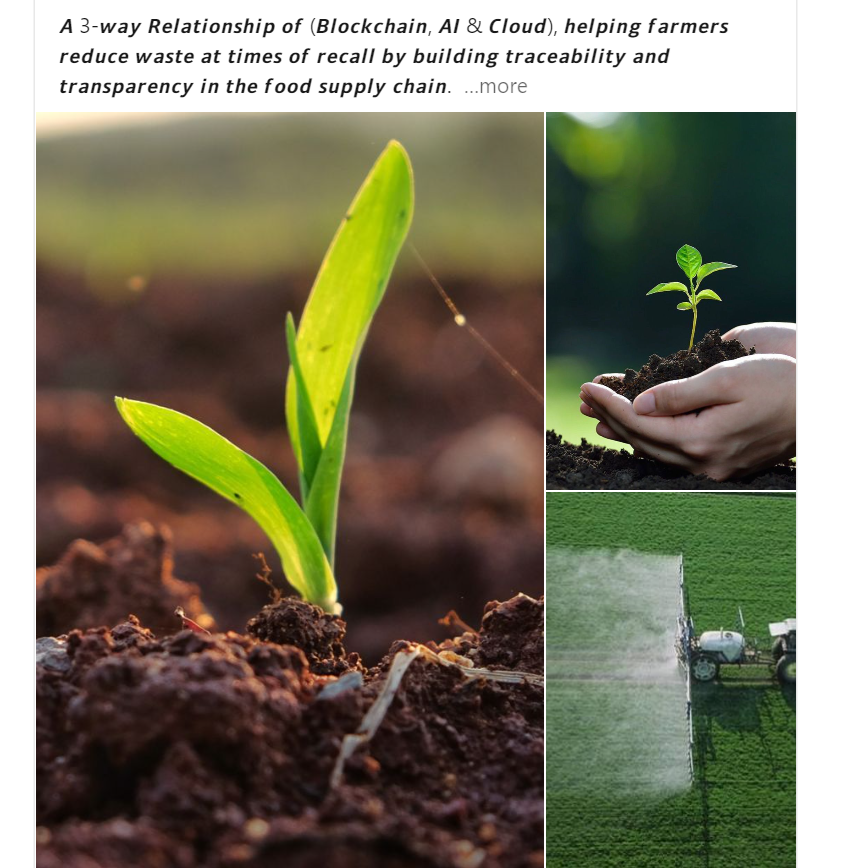 A 3-way Relationship of (Blockchain, AI & Cloud), helping farmers
reduce waste at times of recall by building traceability and
transparency in the food supply chain. ...more